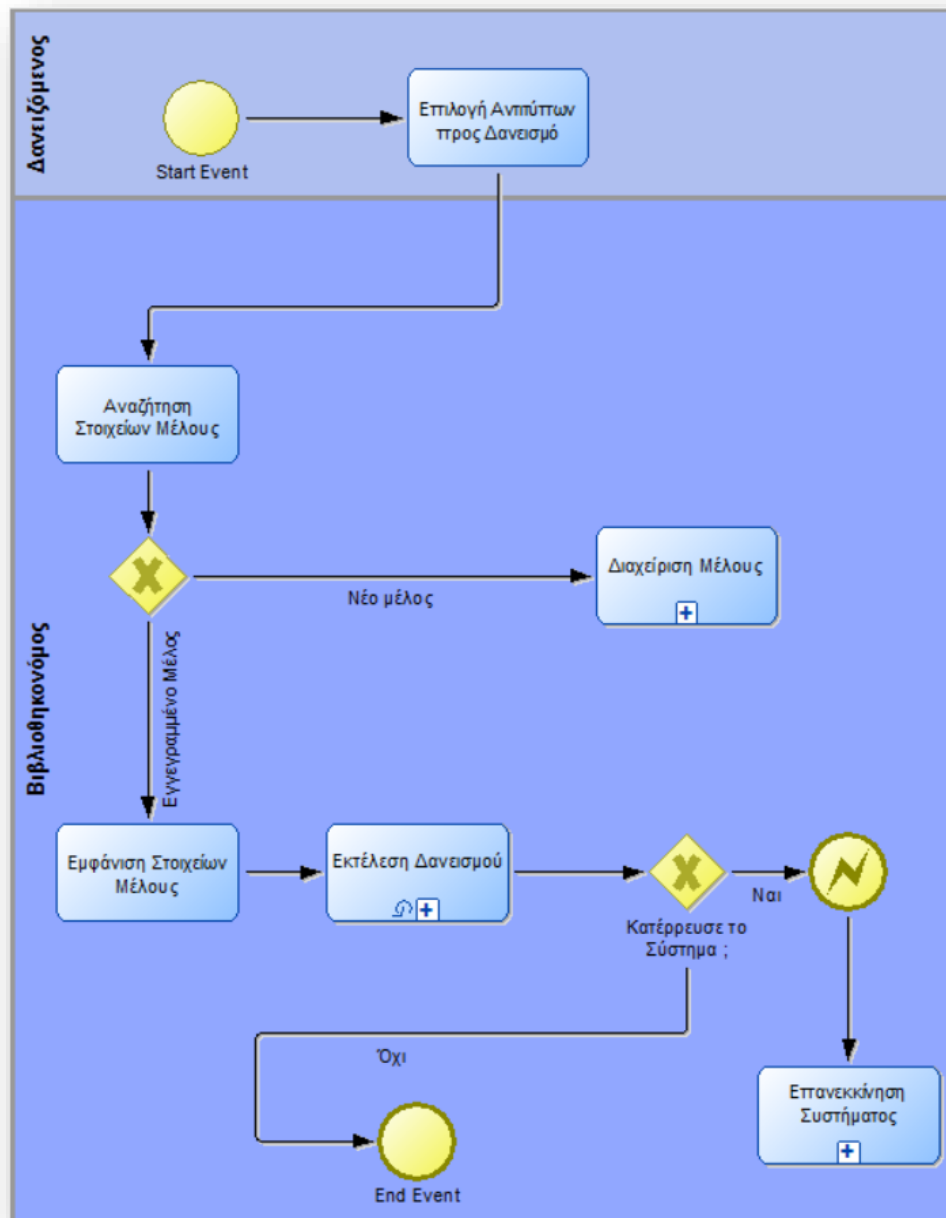 Δανειζόμενος
Start Event
Επιλογή Αντιτύπων
προς Δανεισμό
Βιβλιοθηκονόμος
Αναζήτηση
Στοιχείων Μέλους
Νέο μέλος
Διαχείριση Μέλους
Εγγεγραμμένο Μέλος
Εμφάνιση Στοιχείων
Μέλους
Εκτέλεση Δανεισμού
Κατέρρευσε το
Σύστημα ;
Ναι
Όχι
Επανεκκίνηση
Συστήματος
End Event